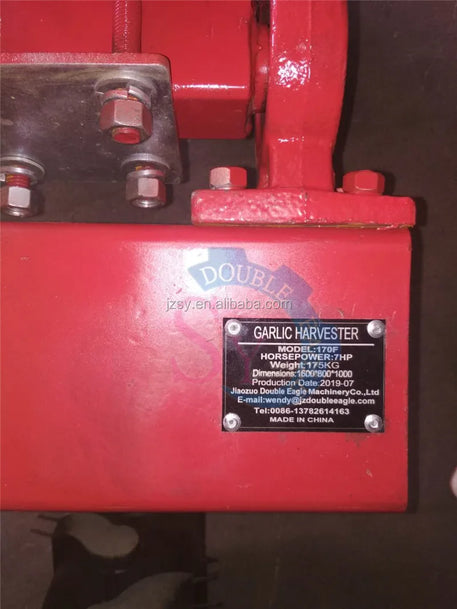 DOUBLE
jzsy.en.alibaba.com
GARLIC HARVESTER
MODEL:170F
HORSEPOWER:7HP
Weight:175KG
Dimensions:1600*800*1000
Production Date:2019-07
Jiaozuo Double Eagle MachineryCo.,Ltd
E-mail:wendy@jzdoubleeagle.com
Tel:0086-13782614163
MADE IN CHINA